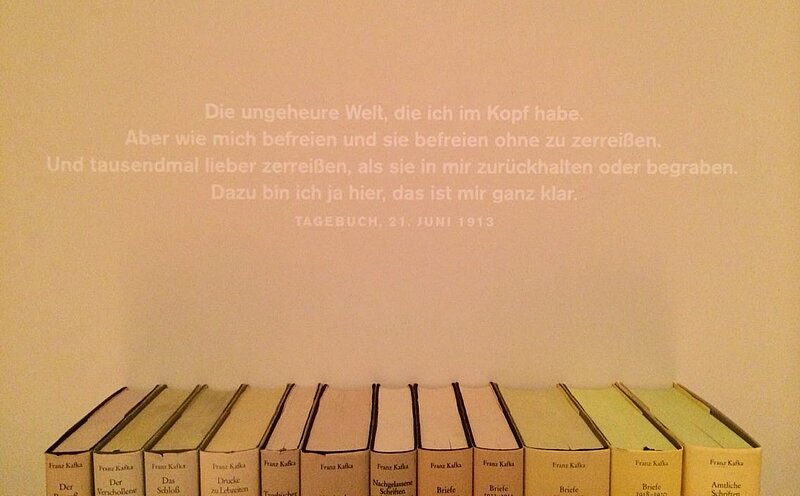 Die ungeheure Welt, die ich im Kopf habe.
Aber wie mich befreien und sie befreien ohne zu zerreißen.
Und tausendmal lieber zerreißen, als sie in mir zurückhalten oder begraben.
Dazu bin ich ja hier, das ist mir ganz klar.
TAGEBUCH, 21. JUNI 1913
Franz Kafka
Der
Franz Kafka
Der
Verschollene
Franz Kafka
Das
Schloß
Franz Kafka
Drucke
zu Lebzeiten
Franz Kafka
Tagebücher
Franz Kafka
Franz Kafka
Nachgelassene
Schriften
Franz Kafka
Briefe
Franz Kafka
Briefe
Franz Kafka
Briefe
Franz Kafka
Briefe
1918-1920
Franz Kafka
Amtliche
Schriften